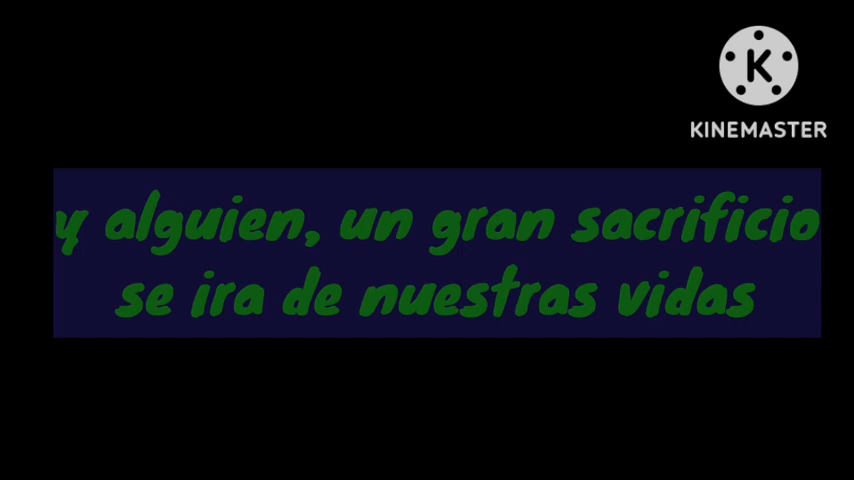 KINEMASTER
y alguien, un gran sacrificio
se ira de nuestras vidas